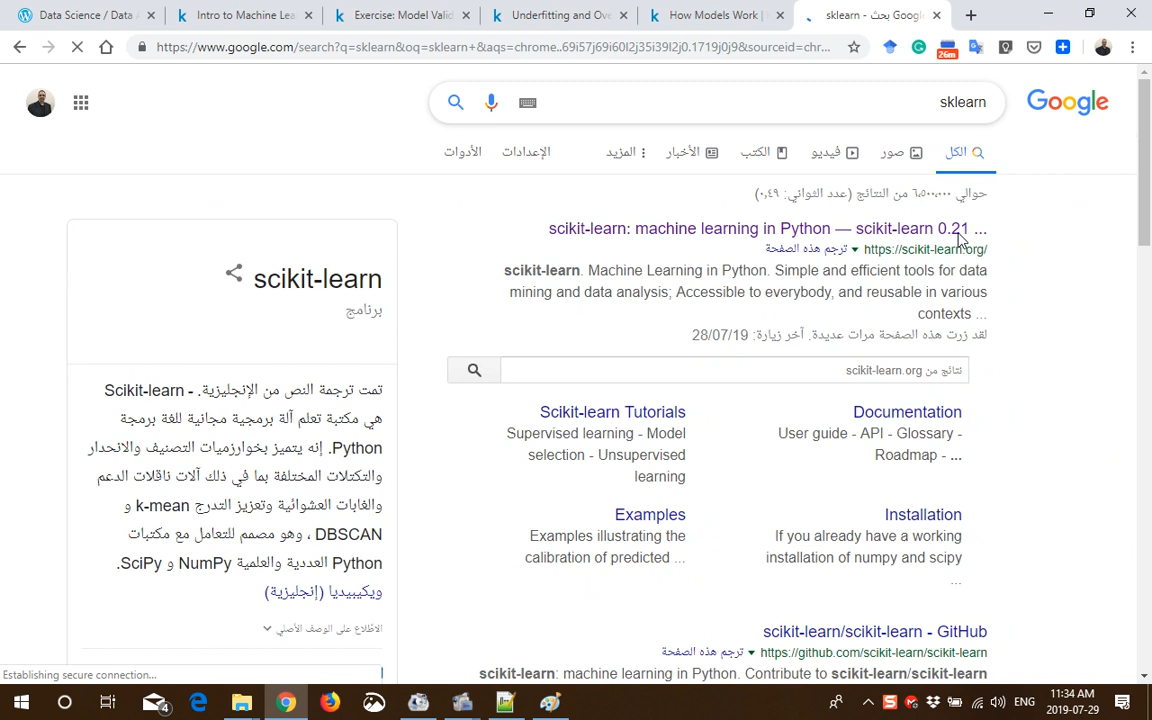 Data Science / Data A
Intro to Machine Lea
Exercise: Model Valid
Underfitting and Ove
How Models Work |
sklearn بحث Googl
https://www.google.com/search?q=sklearn&oq=sklearn+&aqs=chrome..69i57j69i60l2j35i39l2j0.1719j0j9&sourceid=chr...
26m
sklearn
Google
الكل
صور
فيديو
الكتب
الأخبار
المزيد
الإعدادات
الأدوات
حوالي ٦٬٥٠٠٬٠٠٠ من النتائج (عدد الثواني: ٠٫٤٩)
scikit-learn: machine learning in Python — scikit-learn 0.21 ...
https://scikit-learn.org/ ترجم هذه الصفحة
scikit-learn. Machine Learning in Python. Simple and efficient tools for data
mining and data analysis; Accessible to everybody, and reusable in various
contexts ...
لقد زرت هذه الصفحة مرات عديدة. آخر زيارة: 28/07/19
نتائج من scikit-learn.org
Documentation
User guide - API - Glossary -
Roadmap - ...
Scikit-learn Tutorials
Supervised learning - Model
selection - Unsupervised
learning
Installation
If you already have a working
installation of numpy and scipy
...
Examples
Examples illustrating the
calibration of predicted ...
scikit-learn/scikit-learn - GitHub
https://github.com/scikit-learn/scikit-learn ترجم هذه الصفحة
scikit-learn: machine learning in Python. Contribute to scikit-learn/scikit-learn
scikit-learn
برنامج
تمت ترجمة النص من الإنجليزية. - Scikit-learn
هي مكتبة تعلم آلة برمجية مجانية للغة برمجة
Python. إنه يتميز بخوارزميات التصنيف والانحدار
والتكتلات المختلفة بما في ذلك آلات ناقلات الدعم
والغابات العشوائية وتعزيز التدرج k-mean و
DBSCAN ، وهو مصمم للتعامل مع مكتبات
Python العددية والعلمية NumPy و SciPy.
ويكيبيديا (إنجليزية)
الاطّلاع على الوصف الأصلي
Establishing secure connection...
4
ENG
11:34 AM
2019-07-29